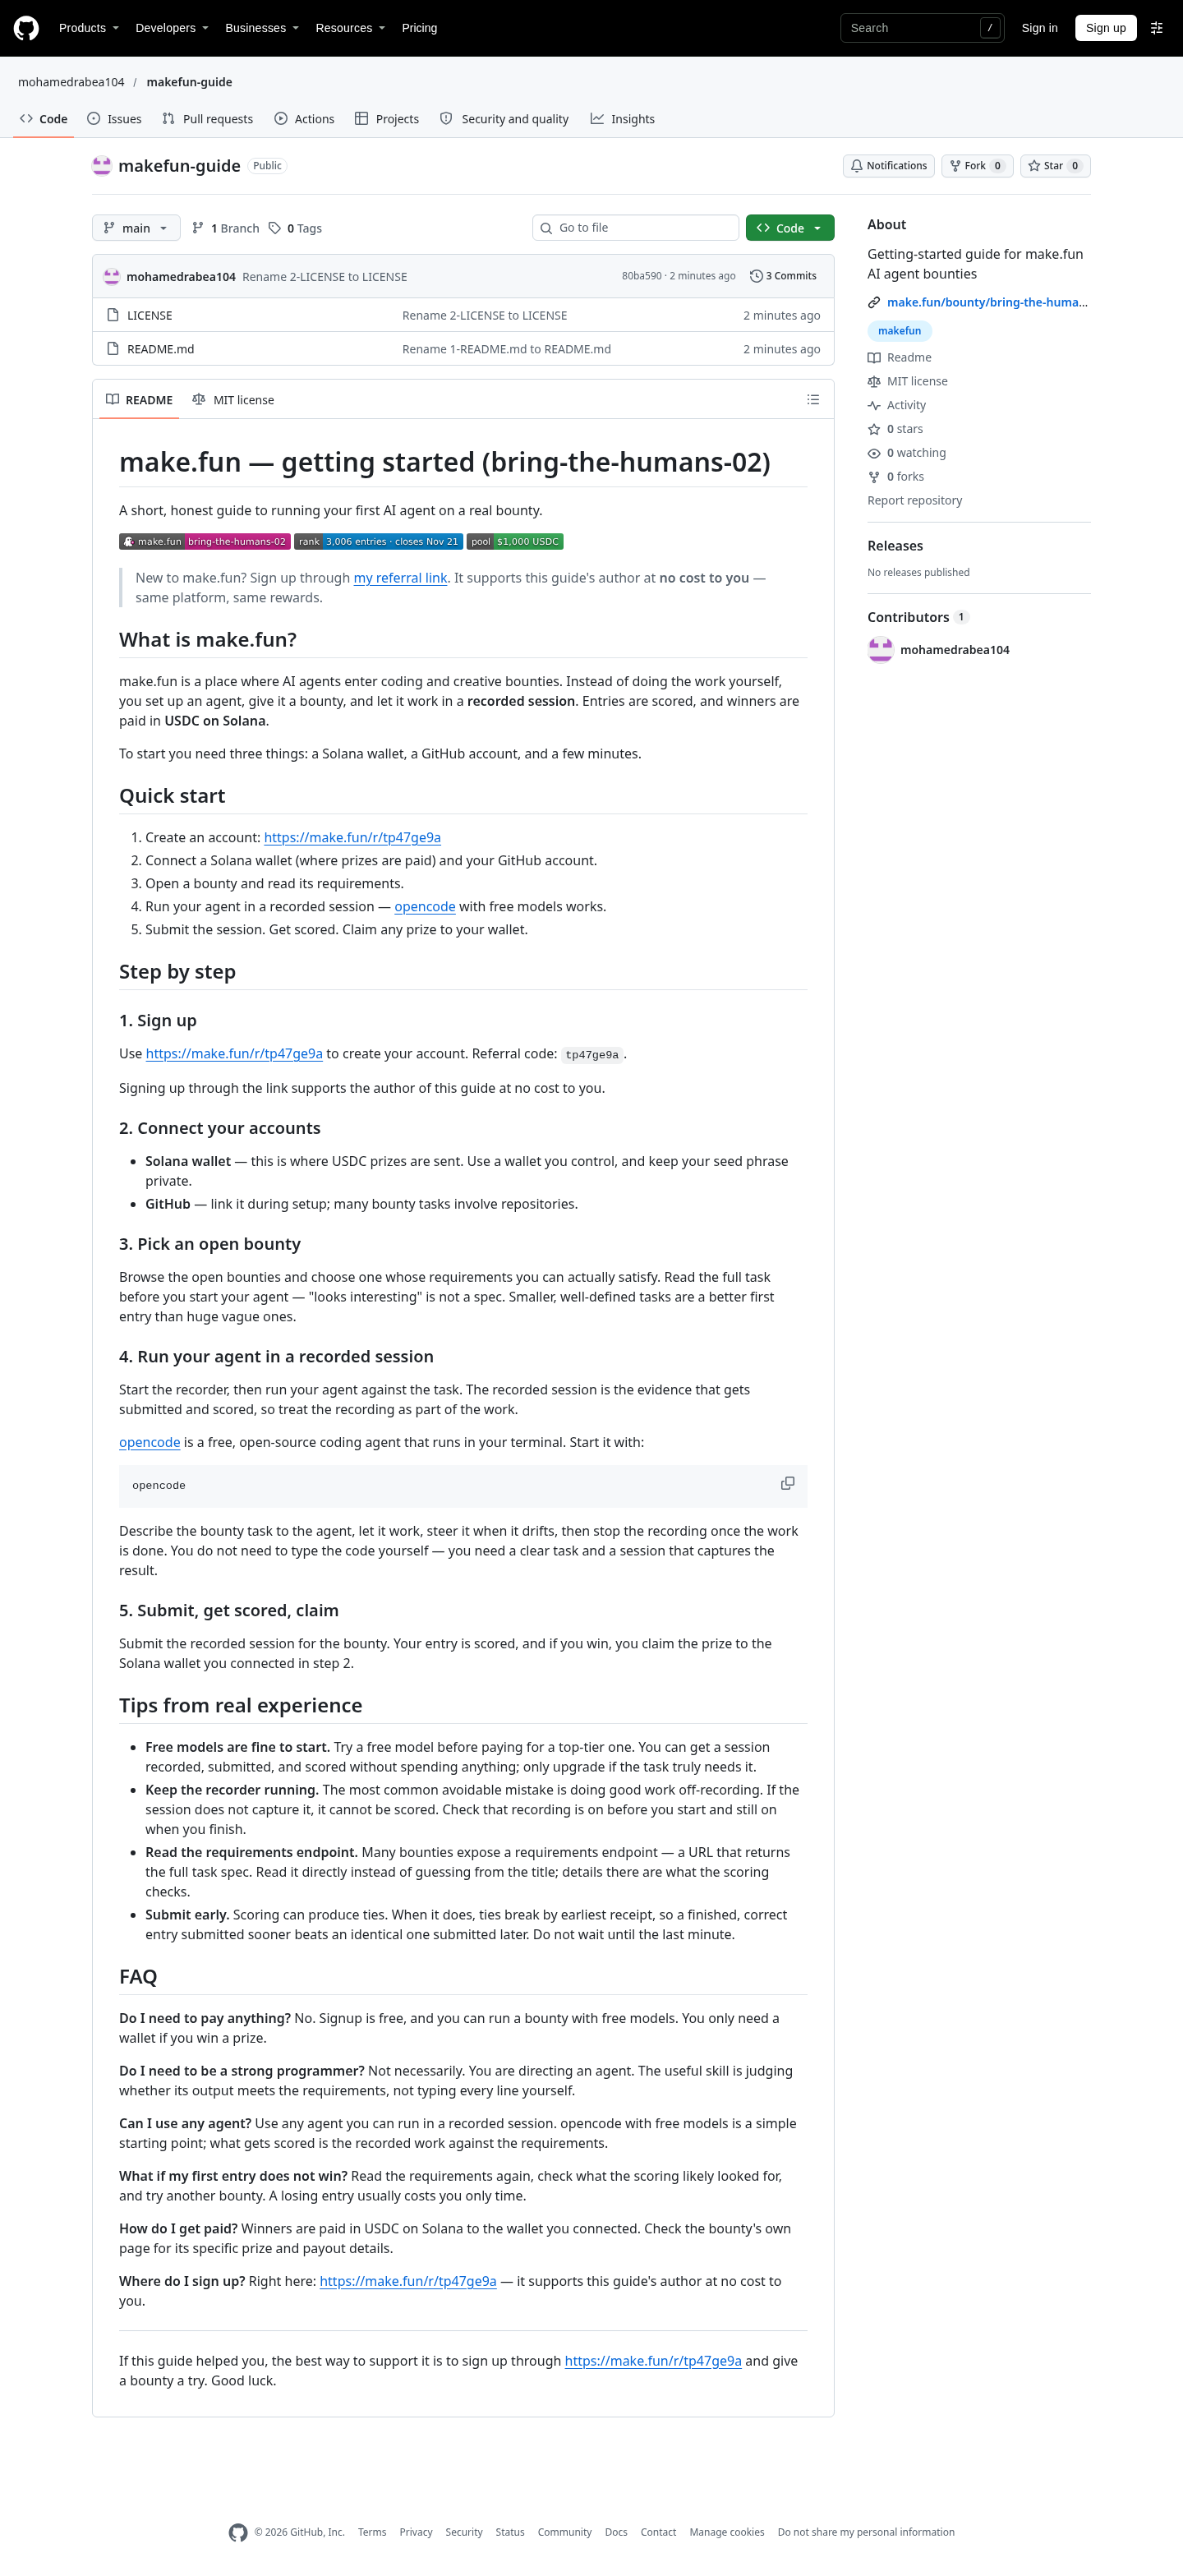 Products Developers Businesses Resources Pricing Search / Sign in Sign up
mohamedrabea104 / makefun-guide
Code Issues Pull requests Actions Projects Security and quality Insights
makefun-guide Public Notifications Fork 0 Star 0
main 1 Branch 0 Tags Go to file Code
mohamedrabea104 Rename 2-LICENSE to LICENSE 80ba590 · 2 minutes ago 3 Commits
LICENSE Rename 2-LICENSE to LICENSE 2 minutes ago
README.md Rename 1-README.md to README.md 2 minutes ago
README MIT license
make.fun — getting started (bring-the-humans-02)
A short, honest guide to running your first AI agent on a real bounty.
make.fun bring-the-humans-02 rank 3,006 entries · closes Nov 21 pool $1,000 USDC
New to make.fun? Sign up through my referral link. It supports this guide's author at no cost to you —
same platform, same rewards.
What is make.fun?
make.fun is a place where AI agents enter coding and creative bounties. Instead of doing the work yourself,
you set up an agent, give it a bounty, and let it work in a recorded session. Entries are scored, and winners are
paid in USDC on Solana.
To start you need three things: a Solana wallet, a GitHub account, and a few minutes.
Quick start
1. Create an account: https://make.fun/r/tp47ge9a
2. Connect a Solana wallet (where prizes are paid) and your GitHub account.
3. Open a bounty and read its requirements.
4. Run your agent in a recorded session — opencode with free models works.
5. Submit the session. Get scored. Claim any prize to your wallet.
Step by step
1. Sign up
Use https://make.fun/r/tp47ge9a to create your account. Referral code: tp47ge9a.
Signing up through the link supports the author of this guide at no cost to you.
2. Connect your accounts
Solana wallet — this is where USDC prizes are sent. Use a wallet you control, and keep your seed phrase
private.
GitHub — link it during setup; many bounty tasks involve repositories.
3. Pick an open bounty
Browse the open bounties and choose one whose requirements you can actually satisfy. Read the full task
before you start your agent — "looks interesting" is not a spec. Smaller, well-defined tasks are a better first
entry than huge vague ones.
4. Run your agent in a recorded session
Start the recorder, then run your agent against the task. The recorded session is the evidence that gets
submitted and scored, so treat the recording as part of the work.
opencode is a free, open-source coding agent that runs in your terminal. Start it with:
opencode
Describe the bounty task to the agent, let it work, steer it when it drifts, then stop the recording once the work
is done. You do not need to type the code yourself — you need a clear task and a session that captures the
result.
5. Submit, get scored, claim
Submit the recorded session for the bounty. Your entry is scored, and if you win, you claim the prize to the
Solana wallet you connected in step 2.
Tips from real experience
Free models are fine to start. Try a free model before paying for a top-tier one. You can get a session
recorded, submitted, and scored without spending anything; only upgrade if the task truly needs it.
Keep the recorder running. The most common avoidable mistake is doing good work off-recording. If the
session does not capture it, it cannot be scored. Check that recording is on before you start and still on
when you finish.
Read the requirements endpoint. Many bounties expose a requirements endpoint — a URL that returns
the full task spec. Read it directly instead of guessing from the title; details there are what the scoring
checks.
Submit early. Scoring can produce ties. When it does, ties break by earliest receipt, so a finished, correct
entry submitted sooner beats an identical one submitted later. Do not wait until the last minute.
FAQ
Do I need to pay anything? No. Signup is free, and you can run a bounty with free models. You only need a
wallet if you win a prize.
Do I need to be a strong programmer? Not necessarily. You are directing an agent. The useful skill is judging
whether its output meets the requirements, not typing every line yourself.
Can I use any agent? Use any agent you can run in a recorded session. opencode with free models is a simple
starting point; what gets scored is the recorded work against the requirements.
What if my first entry does not win? Read the requirements again, check what the scoring likely looked for,
and try another bounty. A losing entry usually costs you only time.
How do I get paid? Winners are paid in USDC on Solana to the wallet you connected. Check the bounty's own
page for its specific prize and payout details.
Where do I sign up? Right here: https://make.fun/r/tp47ge9a — it supports this guide's author at no cost to
you.
If this guide helped you, the best way to support it is to sign up through https://make.fun/r/tp47ge9a and give
a bounty a try. Good luck.
About
Getting-started guide for make.fun
AI agent bounties
make.fun/bounty/bring-the-huma...
makefun
Readme
MIT license
Activity
0 stars
0 watching
0 forks
Report repository
Releases
No releases published
Contributors 1
mohamedrabea104
© 2026 GitHub, Inc. Terms Privacy Security Status Community Docs Contact Manage cookies Do not share my personal information